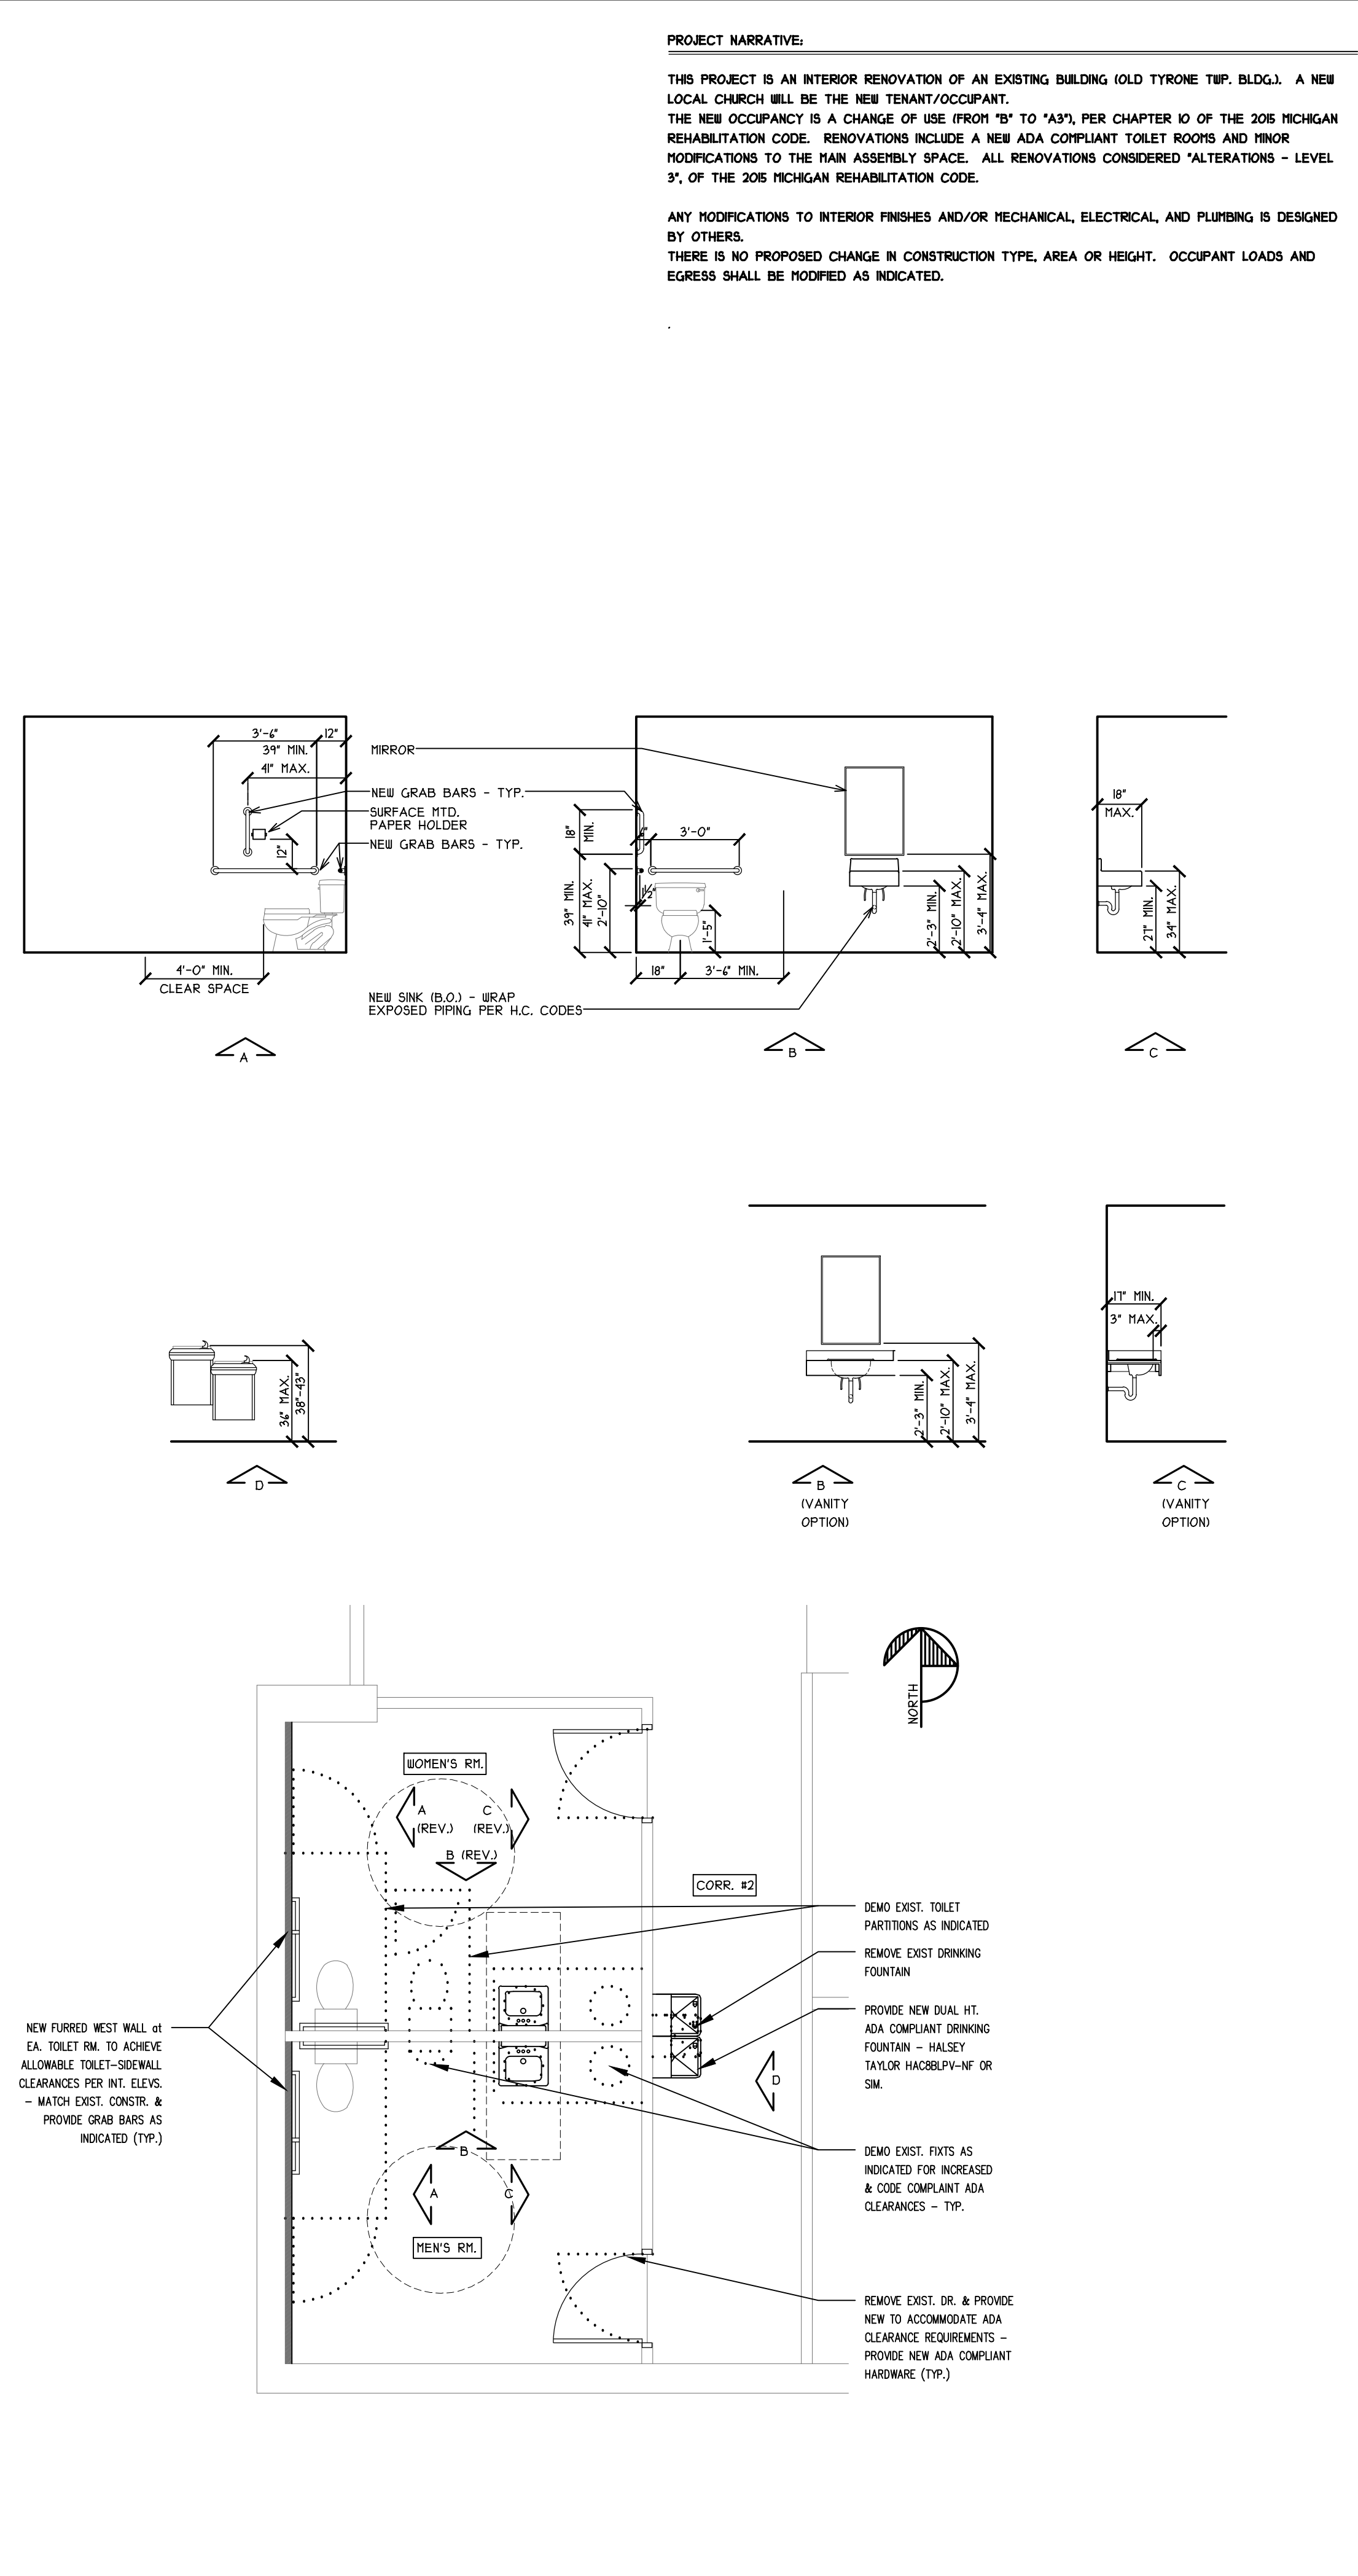 PROJECT NARRATIVE:
THIS PROJECT IS AN INTERIOR RENOVATION OF AN EXISTING BUILDING (OLD TYRONE TWP. BLDG.). A NEW
LOCAL CHURCH WILL BE THE NEW TENANT/OCCUPANT.
THE NEW OCCUPANCY IS A CHANGE OF USE (FROM "B" TO "A3"), PER CHAPTER 10 OF THE 2015 MICHIGAN
REHABILITATION CODE. RENOVATIONS INCLUDE A NEW ADA COMPLIANT TOILET ROOMS AND MINOR
MODIFICATIONS TO THE MAIN ASSEMBLY SPACE. ALL RENOVATIONS CONSIDERED "ALTERATIONS - LEVEL
3", OF THE 2015 MICHIGAN REHABILITATION CODE.
ANY MODIFICATIONS TO INTERIOR FINISHES AND/OR MECHANICAL, ELECTRICAL, AND PLUMBING IS DESIGNED
BY OTHERS.
THERE IS NO PROPOSED CHANGE IN CONSTRUCTION TYPE, AREA OR HEIGHT. OCCUPANT LOADS AND
EGRESS SHALL BE MODIFIED AS INDICATED.
.
3'-6"
12"
39" MIN.
41" MAX.
12"
4'-0" MIN.
CLEAR SPACE
A
MIRROR
NEW GRAB BARS - TYP.
SURFACE MTD.
PAPER HOLDER
NEW GRAB BARS - TYP.
NEW SINK (B.O.) - WRAP
EXPOSED PIPING PER H.C. CODES
18"
MIN.
39" MIN.
41" MAX.
2'-10"
3'-0"
1½"
1'-5"
18"
3'-6" MIN.
2'-3" MIN.
2'-10" MAX.
3'-4" MAX.
B
18"
MAX.
27" MIN.
34" MAX.
C
36" MAX.
38"-43"
D
2'-3" MIN.
2'-10" MAX.
3'-4" MAX.
B
(VANITY
OPTION)
17" MIN.
3" MAX.
C
(VANITY
OPTION)
NORTH
WOMEN'S RM.
A
(REV.)
C
(REV.)
B (REV.)
CORR. #2
DEMO EXIST. TOILET
PARTITIONS AS INDICATED
REMOVE EXIST DRINKING
FOUNTAIN
PROVIDE NEW DUAL HT.
ADA COMPLIANT DRINKING
FOUNTAIN - HALSEY
TAYLOR HAC8BLPV-NF OR
SIM.
D
NEW FURRED WEST WALL at
EA. TOILET RM. TO ACHIEVE
ALLOWABLE TOILET-SIDEWALL
CLEARANCES PER INT. ELEVS.
- MATCH EXIST. CONSTR. &
PROVIDE GRAB BARS AS
INDICATED (TYP.)
B
A
C
MEN'S RM.
DEMO EXIST. FIXTS AS
INDICATED FOR INCREASED
& CODE COMPLAINT ADA
CLEARANCES - TYP.
REMOVE EXIST. DR. & PROVIDE
NEW TO ACCOMMODATE ADA
CLEARANCE REQUIREMENTS -
PROVIDE NEW ADA COMPLIANT
HARDWARE (TYP.)